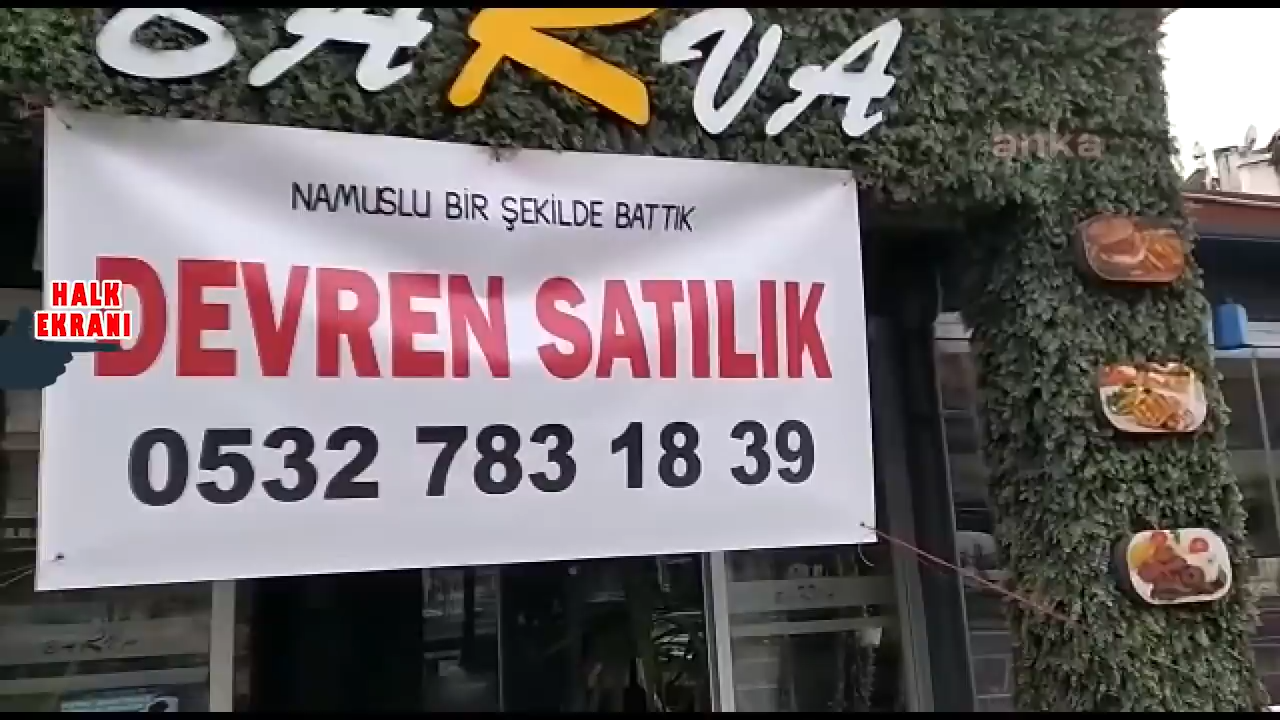 anka
NAMUSLU BİR ŞEKİLDE BATTIK
DEVREN SATILIK
0532 783 18 39
HALK
EKRANI